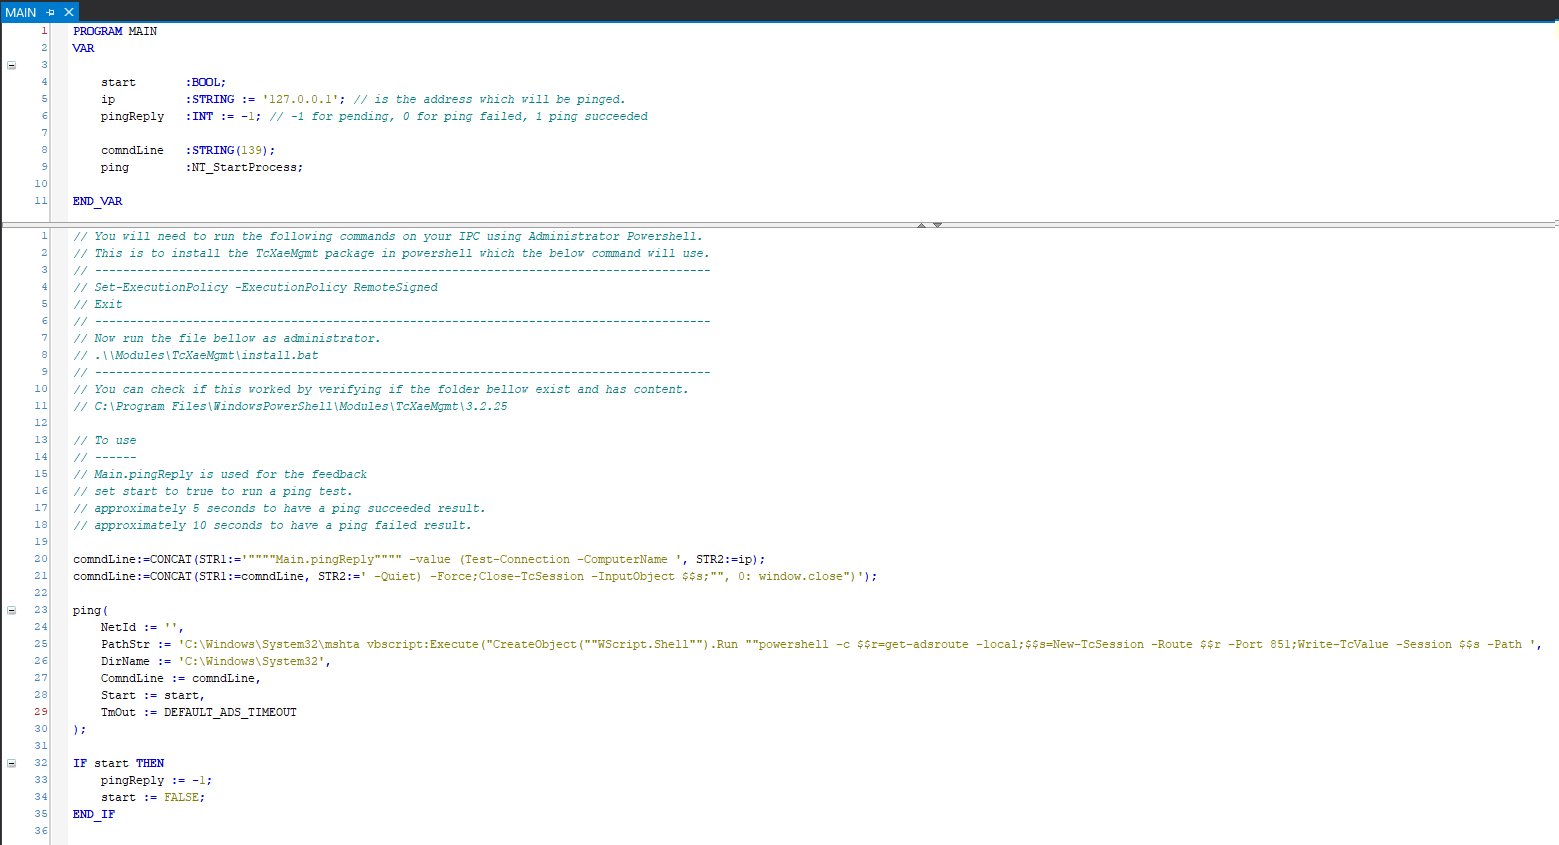 MAIN
1 PROGRAM MAIN
2 VAR
3
4 start :BOOL;
5 ip :STRING := '127.0.0.1'; // is the address which will be pinged.
6 pingReply :INT := -1; // -1 for pending, 0 for ping failed, 1 ping succeeded
7
8 comndLine :STRING(139);
9 ping :NT_StartProcess;
10
11 END_VAR
1 // You will need to run the following commands on your IPC using Administrator Powershell.
2 // This is to install the TcXaeMgmt package in powershell which the below command will use.
3 // ----------------------------------------------------------------------------------------
4 // Set-ExecutionPolicy -ExecutionPolicy RemoteSigned
5 // Exit
6 // ----------------------------------------------------------------------------------------
7 // Now run the file bellow as administrator.
8 // .\\Modules\TcXaeMgmt\install.bat
9 // ----------------------------------------------------------------------------------------
10 // You can check if this worked by verifying if the folder bellow exist and has content.
11 // C:\Program Files\WindowsPowerShell\Modules\TcXaeMgmt\3.2.25
12
13 // To use
14 // ------
15 // Main.pingReply is used for the feedback
16 // set start to true to run a ping test.
17 // approximately 5 seconds to have a ping succeeded result.
18 // approximately 10 seconds to have a ping failed result.
19
20 comndLine:=CONCAT(STR1:='""""Main.pingReply"""" -value (Test-Connection -ComputerName ', STR2:=ip);
21 comndLine:=CONCAT(STR1:=comndLine, STR2:=' -Quiet) -Force;Close-TcSession -InputObject $$s;"", 0: window.close")');
22
23 ping(
24 NetId := '',
25 PathStr := 'C:\Windows\System32\mshta vbscript:Execute("CreateObject(""WScript.Shell"").Run ""powershell -c $$r=get-adsroute -local;$$s=New-TcSession -Route $$r -Port 851;Write-TcValue -Session $$s -Path ',
26 DirName := 'C:\Windows\System32',
27 ComndLine := comndLine,
28 Start := start,
29 TmOut := DEFAULT_ADS_TIMEOUT
30 );
31
32 IF start THEN
33 pingReply := -1;
34 start := FALSE;
35 END_IF
36